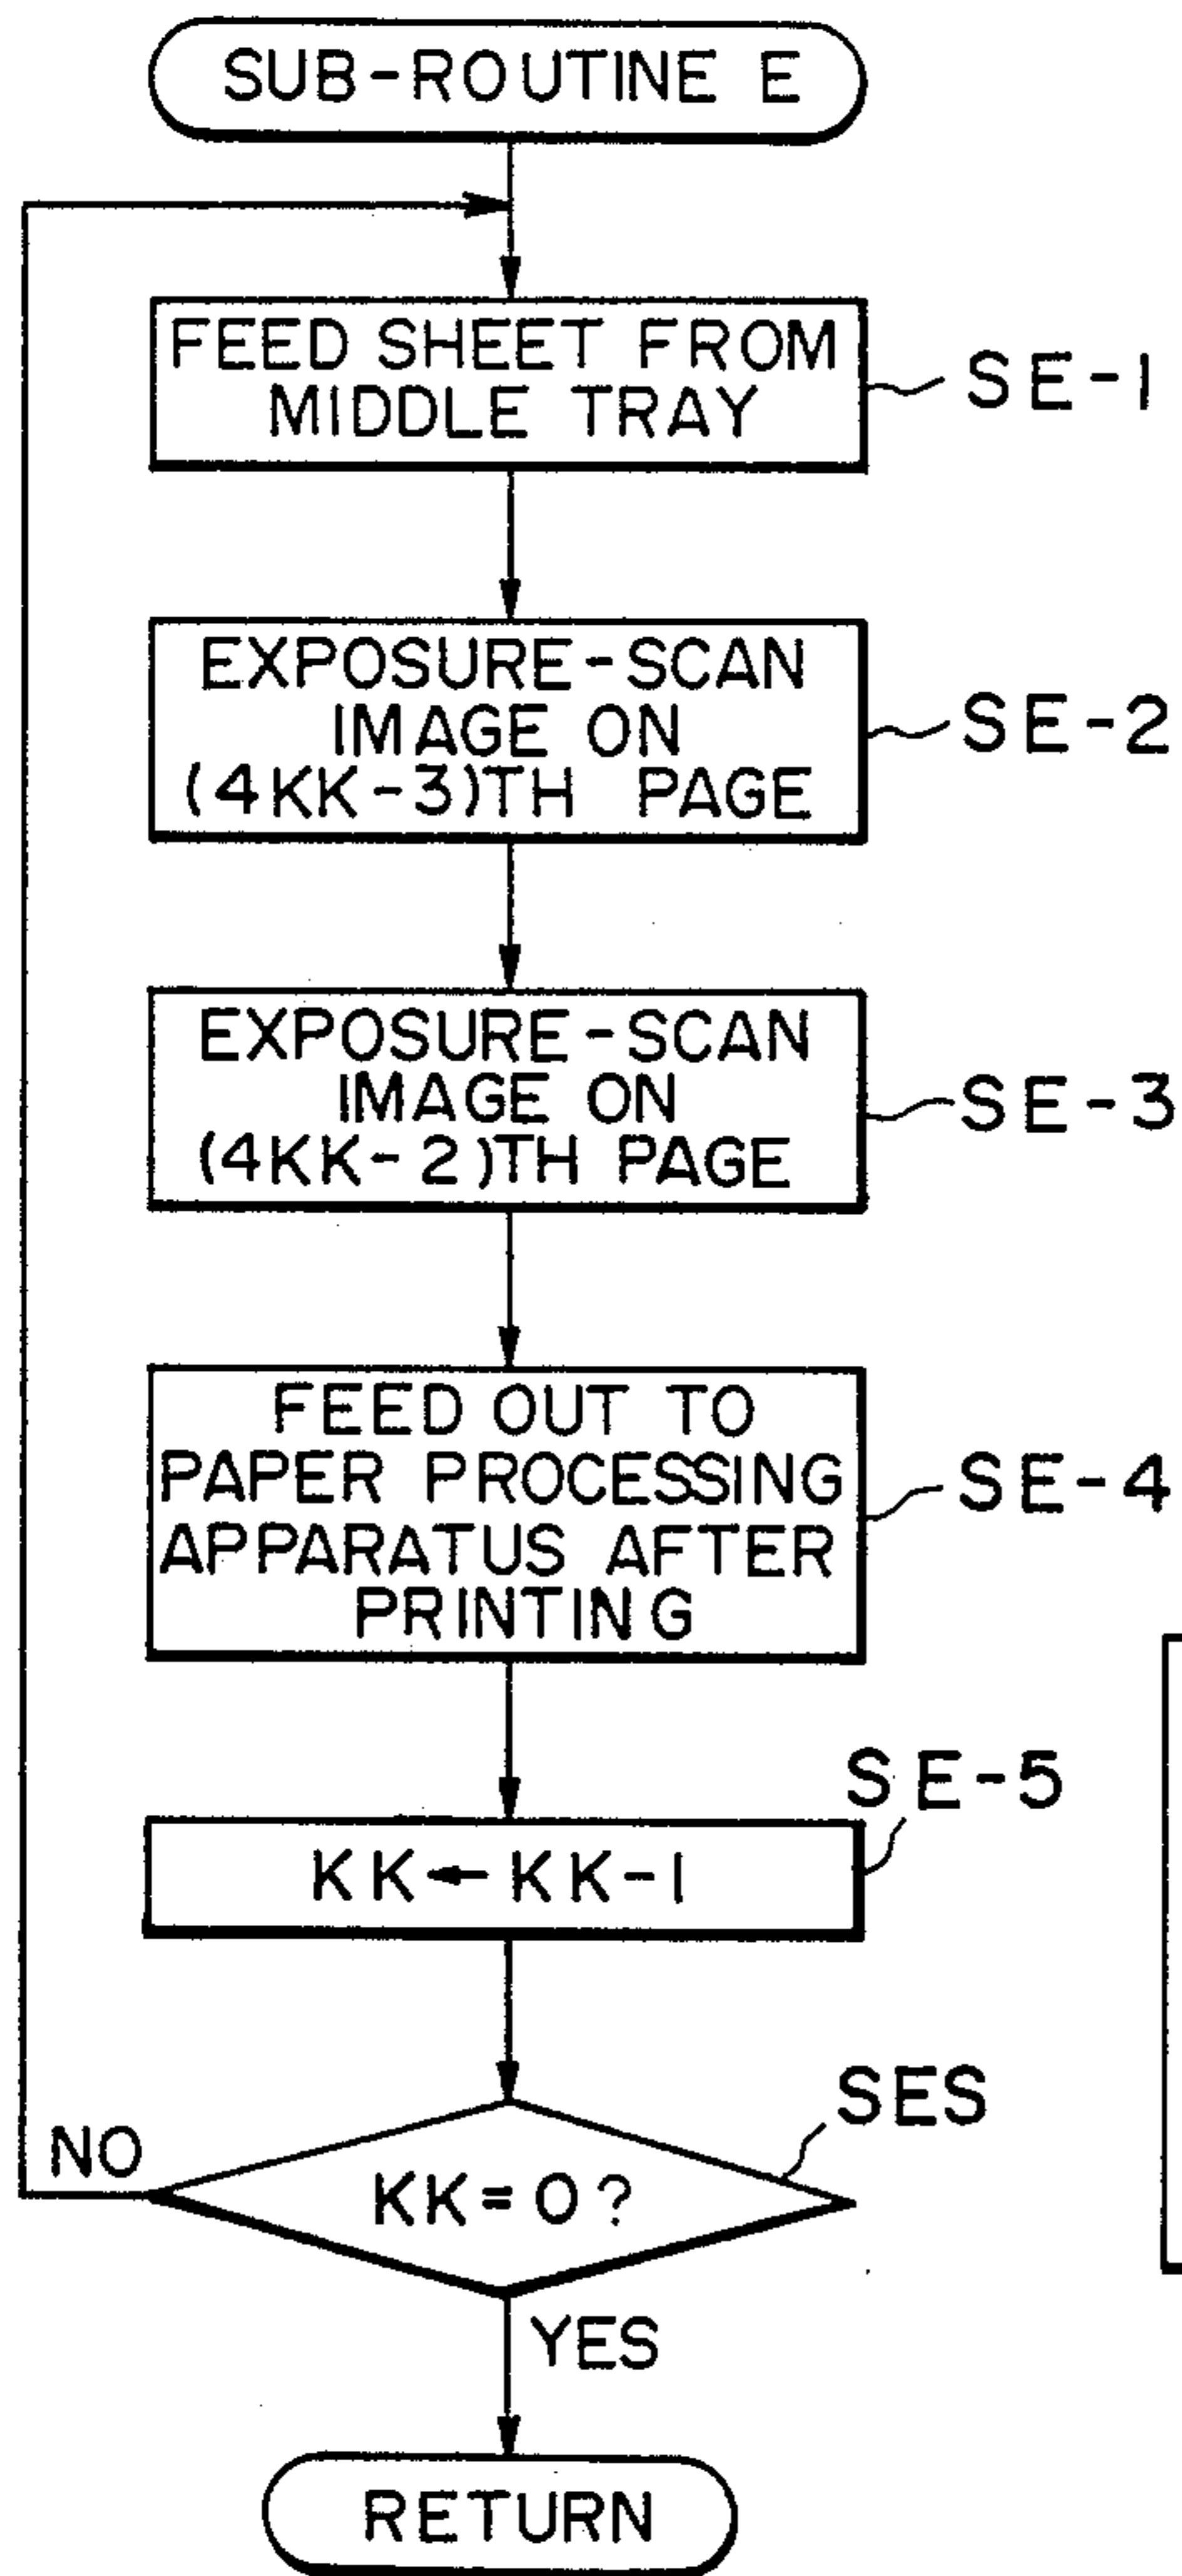 SUB-ROUTINE E
FEED SHEET FROM
MIDDLE TRAY
SE-1
EXPOSURE-SCAN
IMAGE ON
(4KK-3)TH PAGE
SE-2
EXPOSURE-SCAN
IMAGE ON
(4KK-2)TH PAGE
SE-3
FEED OUT TO
PAPER PROCESSING
APPARATUS AFTER
PRINTING
SE-4
SE-5
KK←KK-1
SES
NO
KK=0?
YES
RETURN